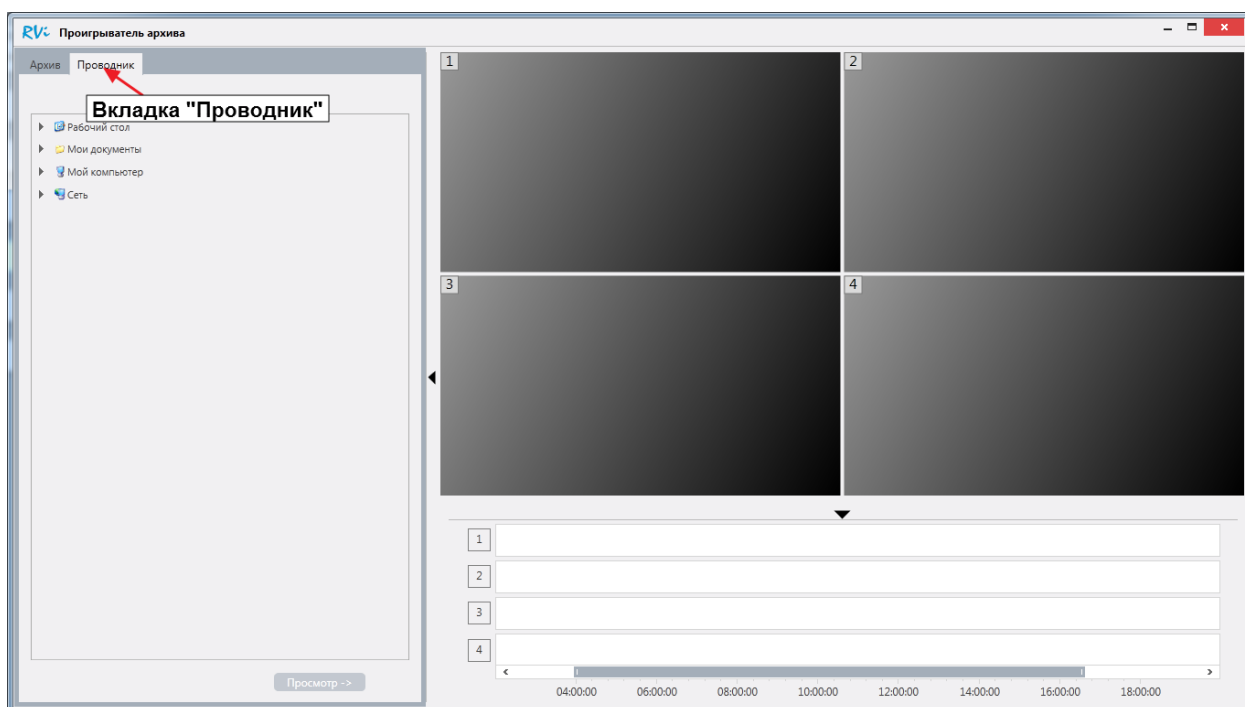 RVi Проигрыватель архива
Архив Проводник
Вкладка "Проводник"
Рабочий стол
Мои документы
Мой компьютер
Сеть
Просмотр ->
1
2
3
4
1
2
3
4
04:00:00 06:00:00 08:00:00 10:00:00 12:00:00 14:00:00 16:00:00 18:00:00